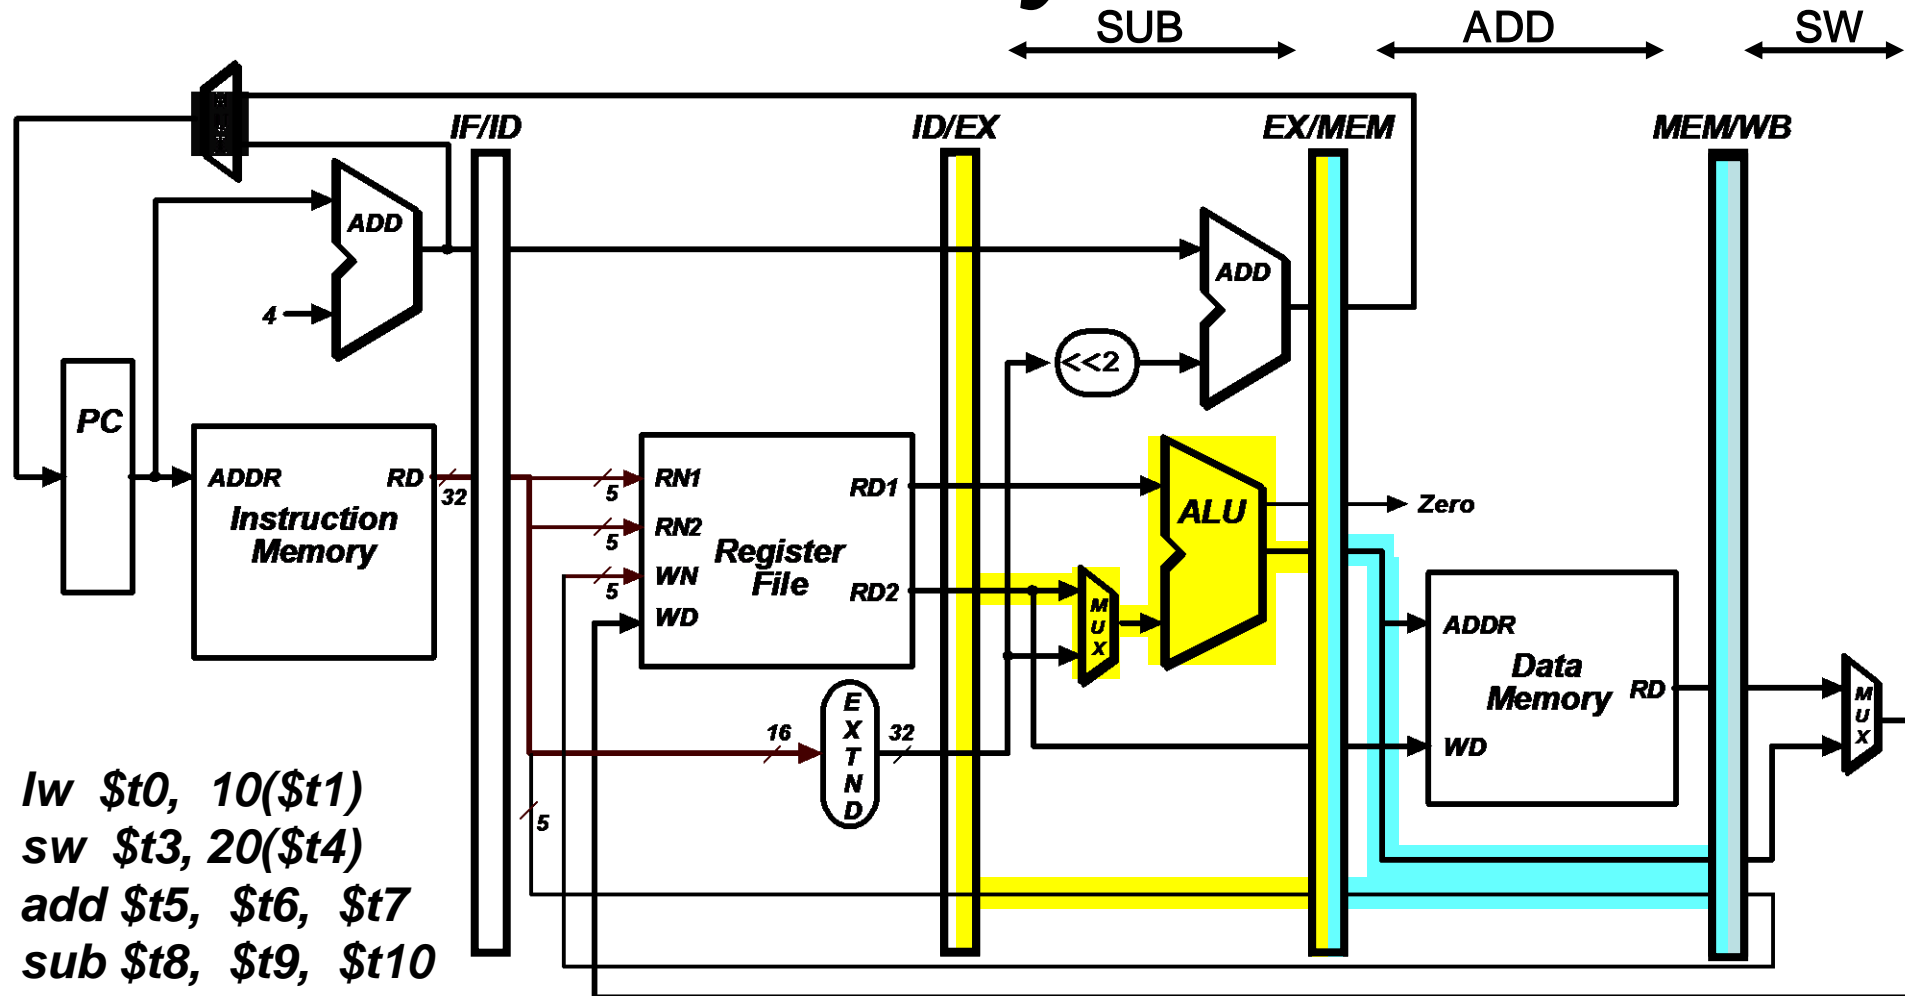 SUB ADD SW
IF/ID ID/EX EX/MEM MEM/WB
ADD
ADD
4
<<2
PC
ADDR RD
32
Instruction
Memory
5
RN1
5
RN2
5
WN
WD
RD1
RD2
Register
File
M
U
X
ALU
Zero
ADDR
WD
RD
Data
Memory
M
U
X
16
E
X
T
N
D
32
5
lw $t0, 10($t1)
sw $t3, 20($t4)
add $t5, $t6, $t7
sub $t8, $t9, $t10